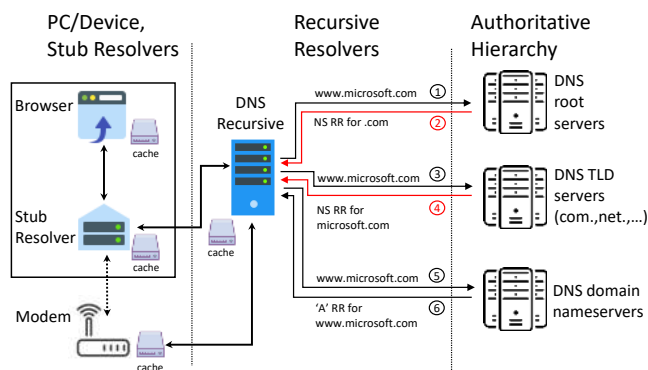 PC/Device,
Stub Resolvers
Recursive
Resolvers
Authoritative
Hierarchy
Browser
cache
Stub
Resolver
cache
Modem
cache
DNS
Recursive
cache
www.microsoft.com ①
NS RR for .com ②
www.microsoft.com ③
NS RR for ④
microsoft.com
www.microsoft.com ⑤
‘A’ RR for ⑥
www.microsoft.com
DNS
root
servers
DNS TLD
servers
(com.,net.,…)
DNS domain
nameservers